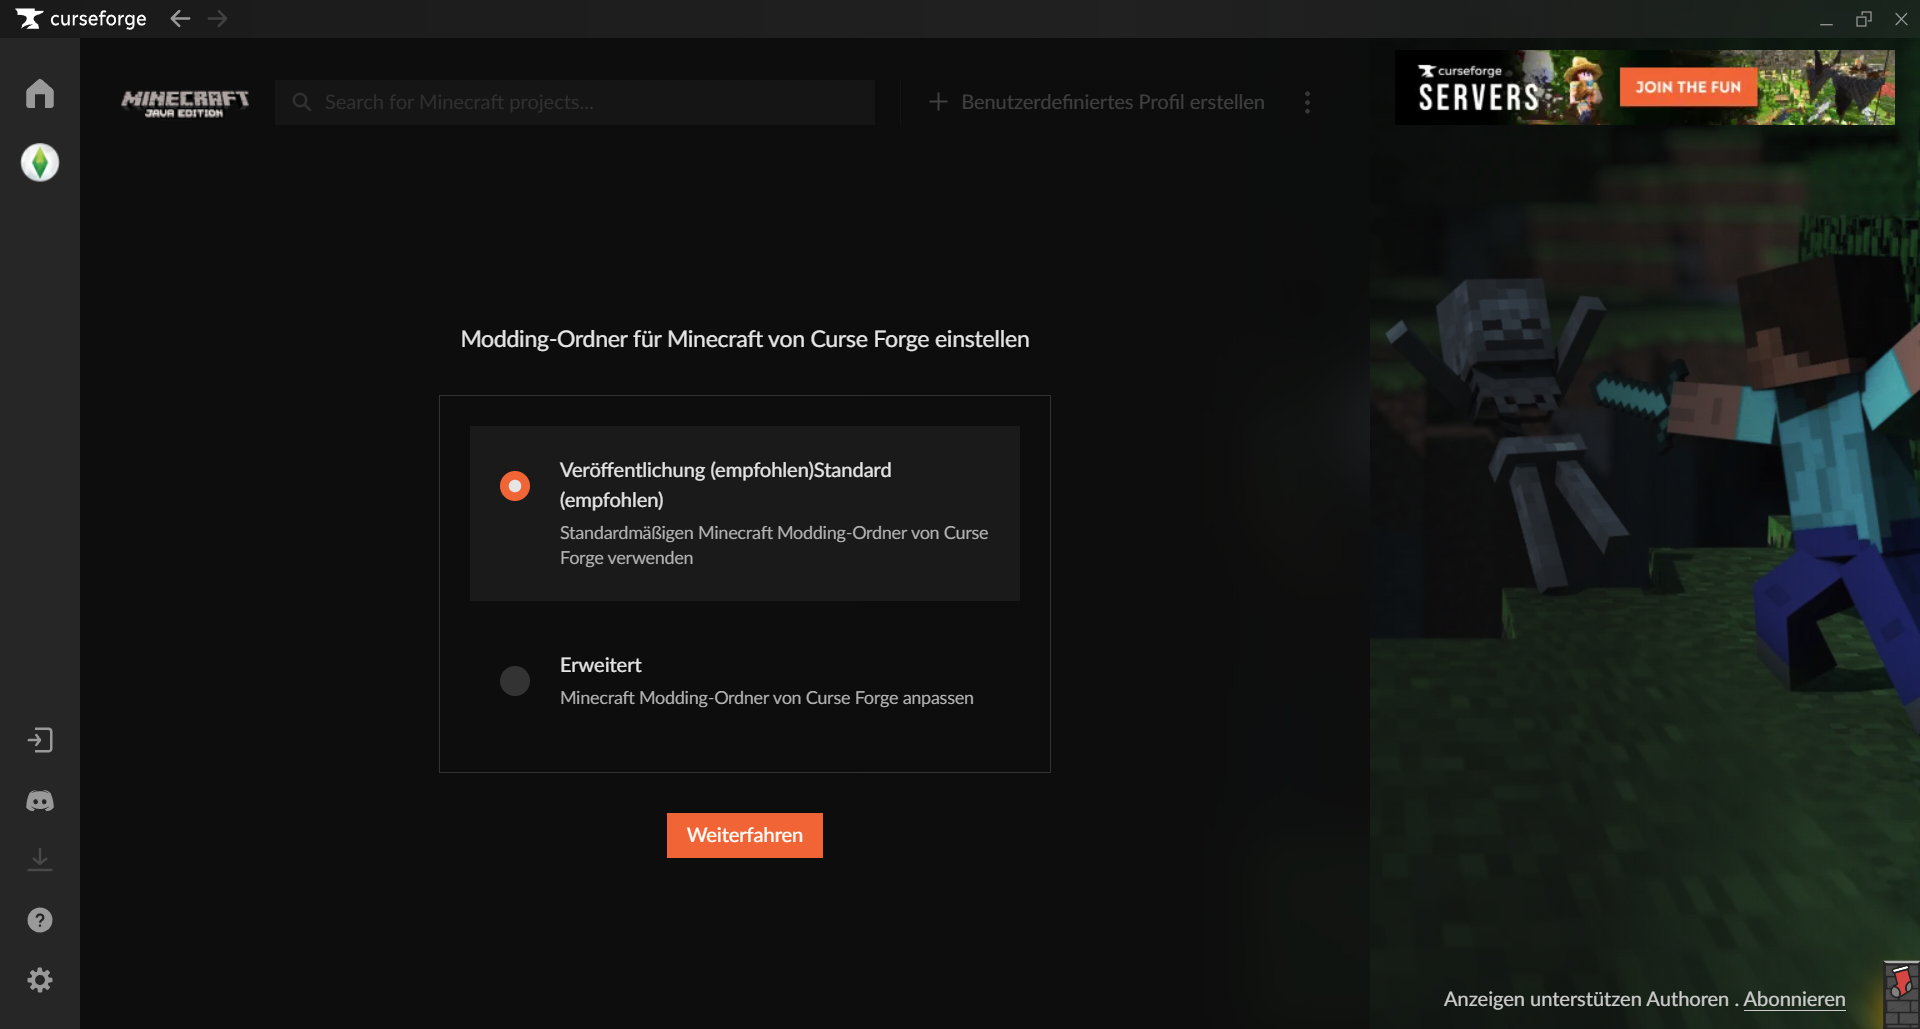 curseforge
MINECRAFT
JAVA EDITION
Search for Minecraft projects...
Benutzerdefiniertes Profil erstellen
curseforge
SERVERS
JOIN THE FUN
Modding-Ordner für Minecraft von Curse Forge einstellen
Veröffentlichung (empfohlen)Standard
(empfohlen)
Standardmäßigen Minecraft Modding-Ordner von Curse
Forge verwenden
Erweitert
Minecraft Modding-Ordner von Curse Forge anpassen
Weiterfahren
Anzeigen unterstützen Authoren . Abonnieren